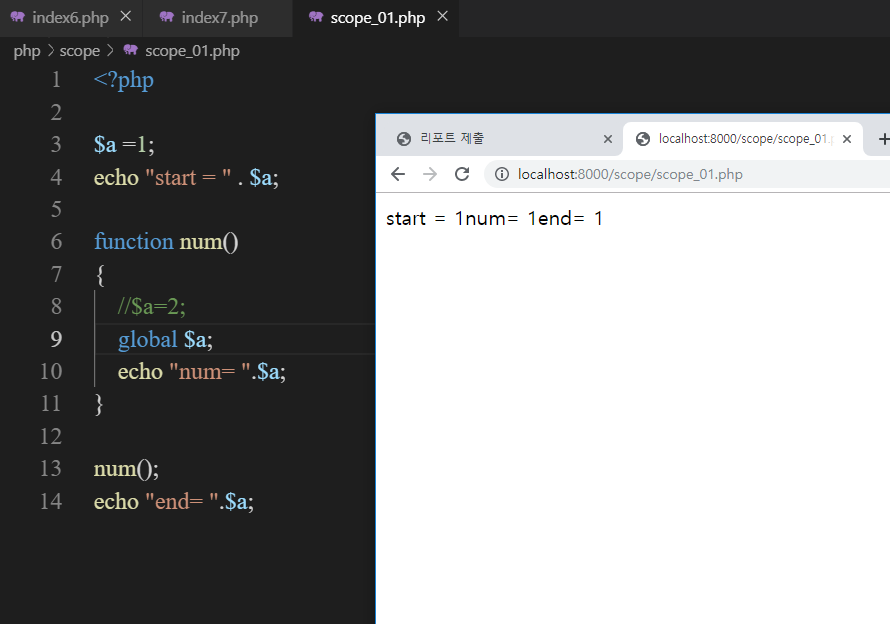 index6.php index7.php scope_01.php
php > scope > scope_01.php
1 <?php
2
3 $a =1;
4 echo "start = " . $a;
5
6 function num()
7 {
8 //$a=2;
9 global $a;
10 echo "num= ".$a;
11 }
12
13 num();
14 echo "end= ".$a;
리포트 제출 localhost:8000/scope/scope_01.
localhost:8000/scope/scope_01.php
start = 1num= 1end= 1